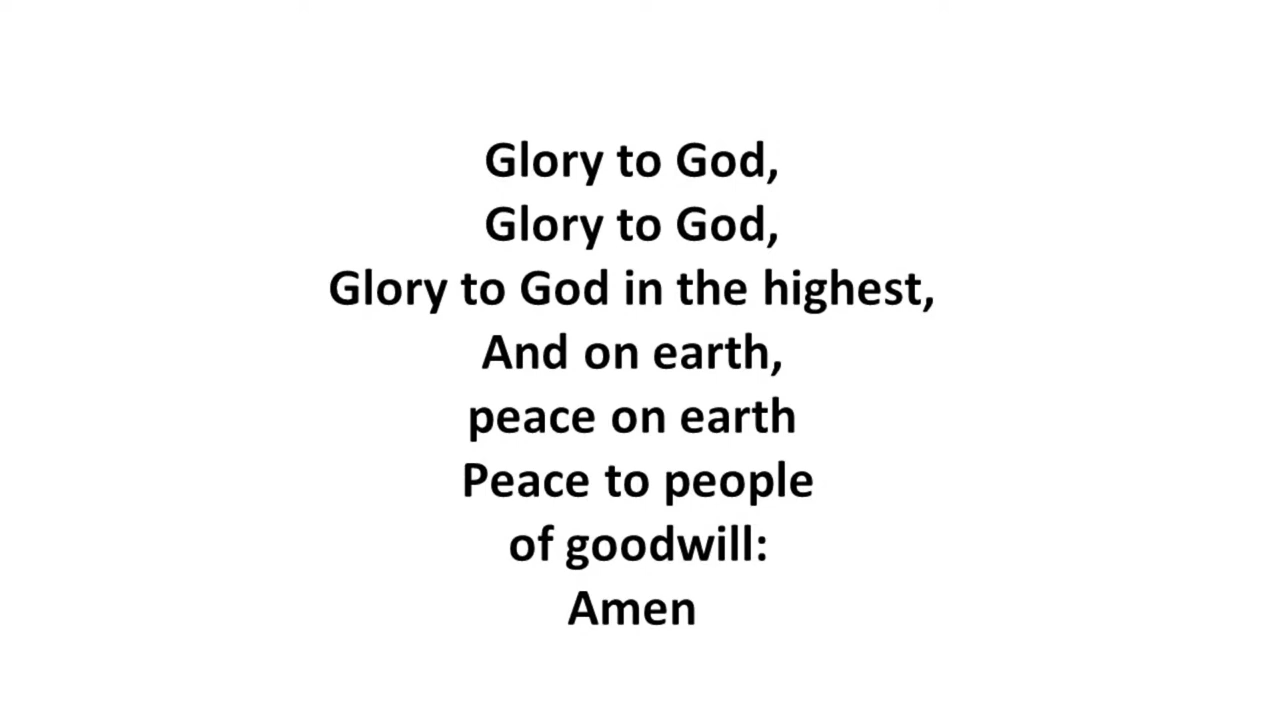 Glory to God,
Glory to God,
Glory to God in the highest,
And on earth,
peace on earth
Peace to people
of goodwill:
Amen